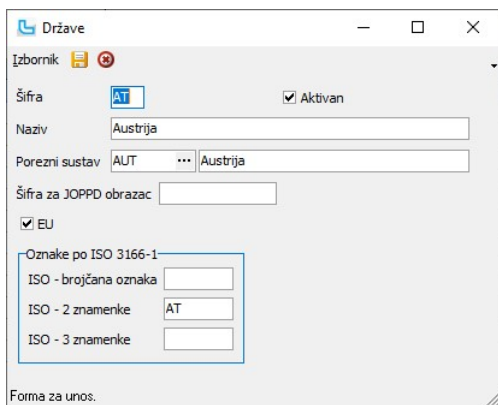 Države
Izbornik
Šifra AT Aktivan
Naziv Austrija
Porezni sustav AUT ... Austrija
Šifra za JOPPD obrazac
EU
Oznake po ISO 3166-1
ISO - brojčana oznaka
ISO - 2 znamenke AT
ISO - 3 znamenke
Forma za unos.